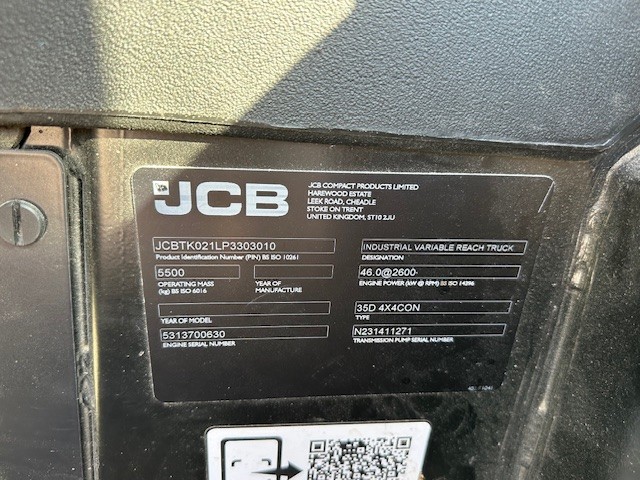 JCB
JCB COMPACT PRODUCTS LIMITED
HAREWOOD ESTATE
LEEK ROAD, CHEADLE
STOKE ON TRENT
UNITED KINGDOM, ST10 2JU
JCBTK021LP3303010
Product Identification Number (PIN) BS ISO 10261
INDUSTRIAL VARIABLE REACH TRUCK
DESIGNATION
5500
OPERATING MASS
(kg) BS ISO 6016
YEAR OF
MANUFACTURE
46.0@2600
ENGINE POWER (kW @ RPM) BS ISO 14396
YEAR OF MODEL
35D 4X4CON
TYPE
5313700630
ENGINE SERIAL NUMBER
N231411271
TRANSMISSION PUMP SERIAL NUMBER